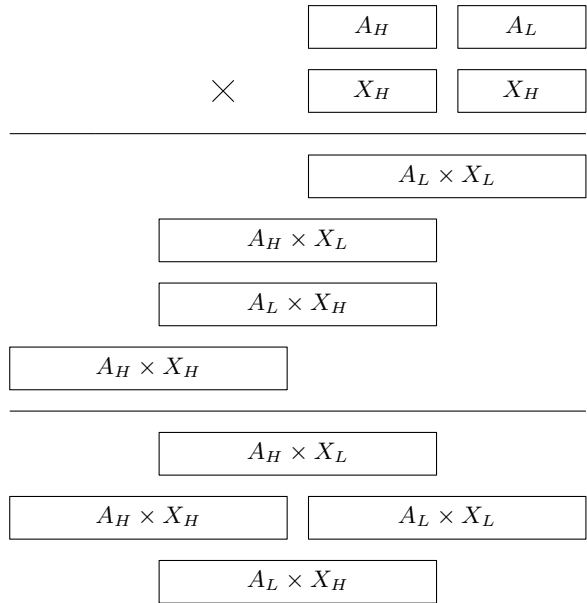 A_H A_L
× X_H X_H
A_L × X_L
A_H × X_L
A_L × X_H
A_H × X_H
A_H × X_L
A_H × X_H A_L × X_L
A_L × X_H